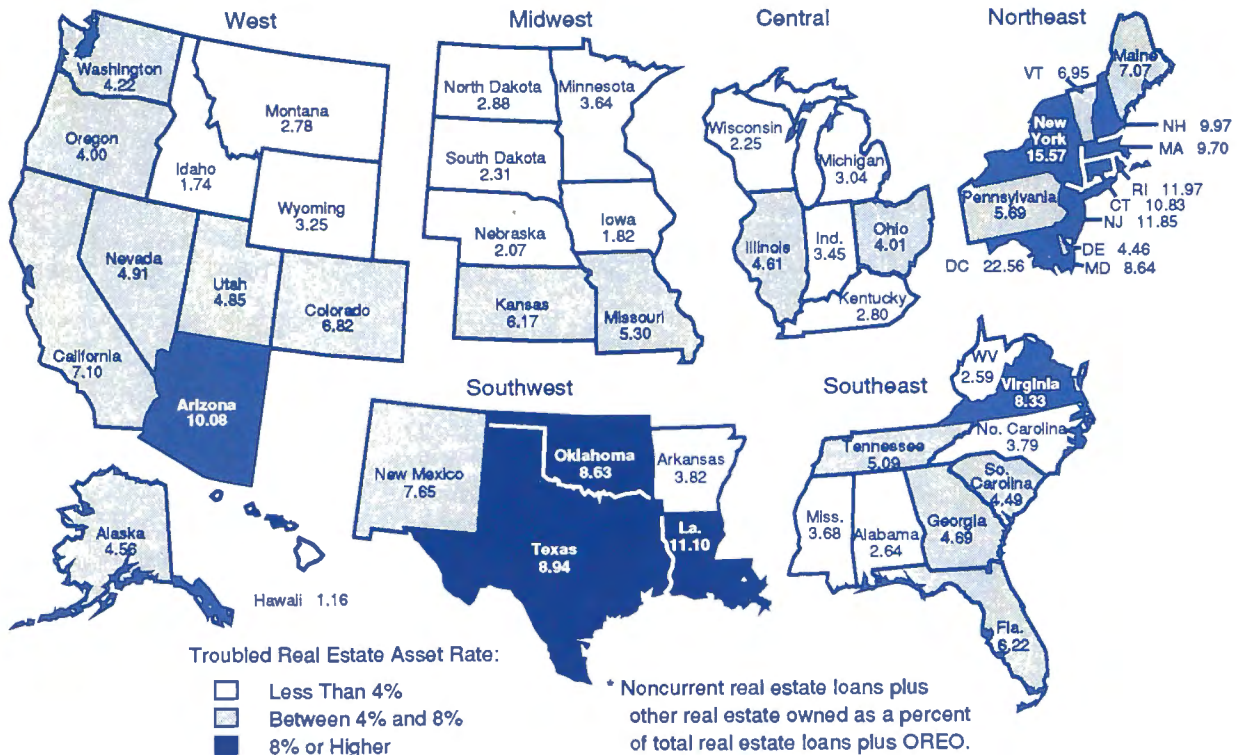 West
Washington
4.22
Oregon
4.00
Montana
2.78
Idaho
1.74
Wyoming
3.25
Nevada
4.91
Utah
4.85
Colorado
6.82
California
7.10
Arizona
10.08
Alaska
4.56
Hawaii 1.16
Midwest
North Dakota
2.88
Minnesota
3.64
South Dakota
2.31
Nebraska
2.07
Iowa
1.82
Kansas
6.17
Missouri
5.30
Central
Wisconsin
2.25
Michigan
3.04
Illinois
4.61
Ind.
3.45
Ohio
4.01
Kentucky
2.80
Northeast
Maine
7.07
VT 6.95
New
York
15.57
NH 9.97
MA 9.70
RI 11.97
CT 10.83
NJ 11.85
Pennsylvania
5.69
DE 4.46
MD 8.64
DC 22.56
Southwest
New Mexico
7.65
Oklahoma
8.63
Arkansas
3.82
Texas
8.94
La.
11.10
Southeast
WV
2.59
Virginia
8.33
No. Carolina
3.79
Tennessee
5.09
So.
Carolina
4.49
Miss.
3.68
Alabama
2.64
Georgia
4.69
Fla.
6.22
Troubled Real Estate Asset Rate:
Less Than 4%
Between 4% and 8%
8% or Higher
* Noncurrent real estate loans plus
other real estate owned as a percent
of total real estate loans plus OREO.